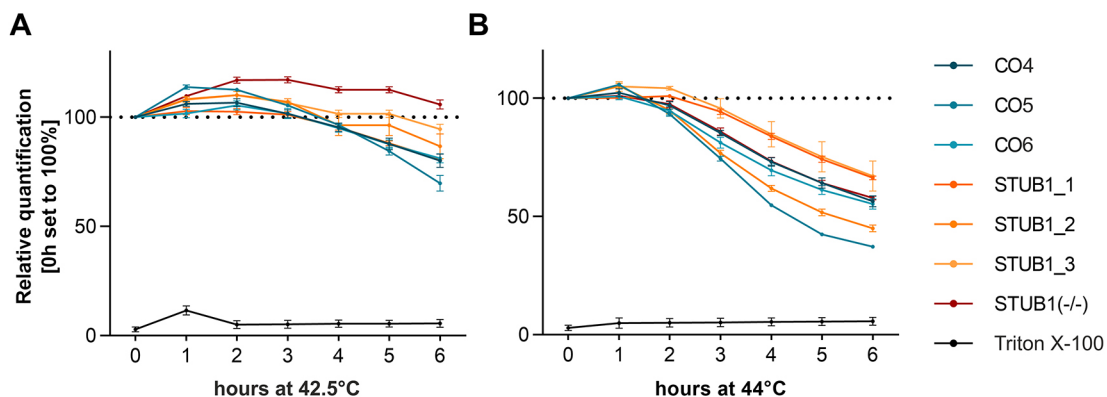 A
B
Relative quantification
[0h set to 100%]
100
50
0
0 1 2 3 4 5 6
hours at 42.5°C
100
50
0
0 1 2 3 4 5 6
hours at 44°C
CO4
CO5
CO6
STUB1_1
STUB1_2
STUB1_3
STUB1(-/-)
Triton X-100